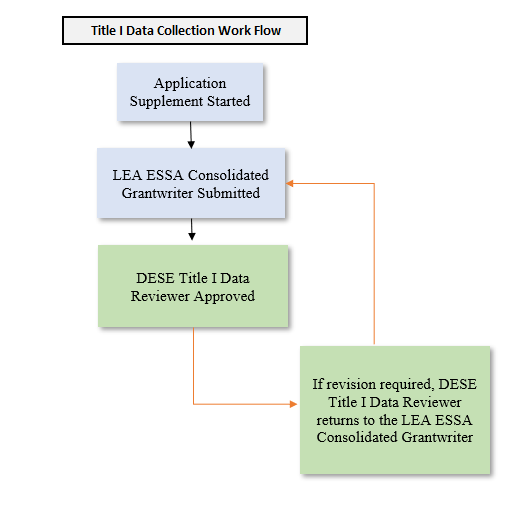 Title I Data Collection Work Flow
Application
Supplement Started
LEA ESSA Consolidated
Grantwriter Submitted
DESE Title I Data
Reviewer Approved
If revision required, DESE
Title I Data Reviewer
returns to the LEA ESSA
Consolidated Grantwriter